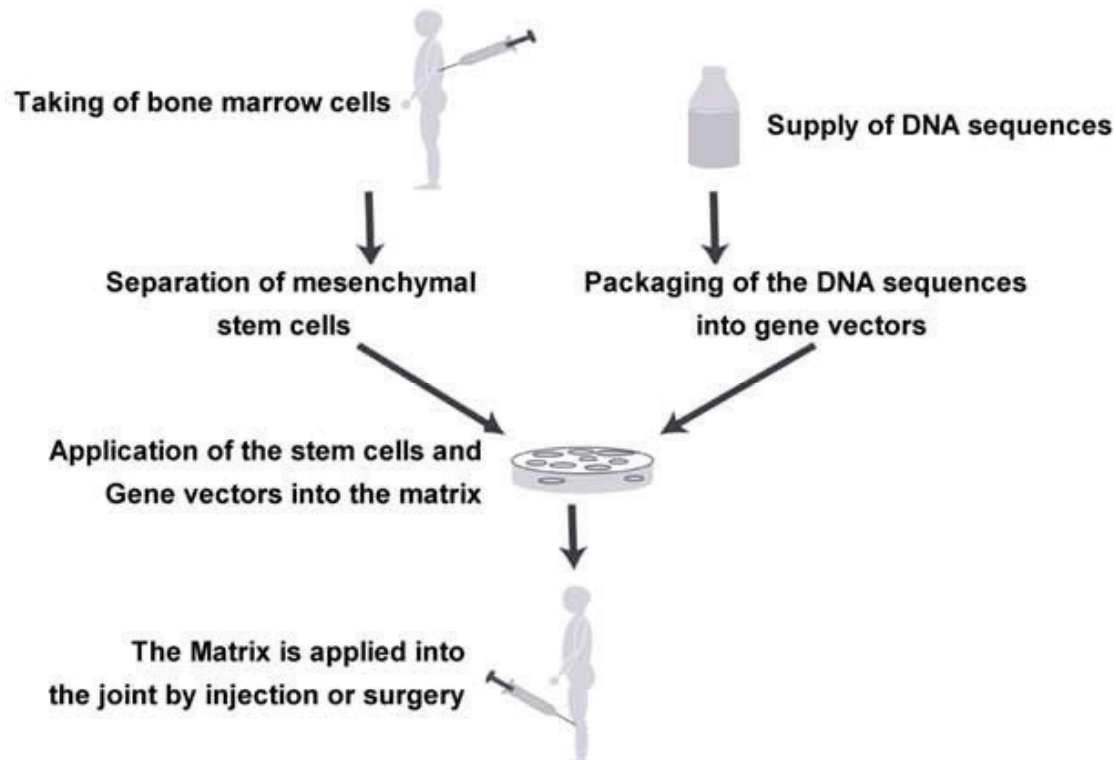 Taking of bone marrow cells
Supply of DNA sequences
Separation of mesenchymal
stem cells
Packaging of the DNA sequences
into gene vectors
Application of the stem cells and
Gene vectors into the matrix
The Matrix is applied into
the joint by injection or surgery